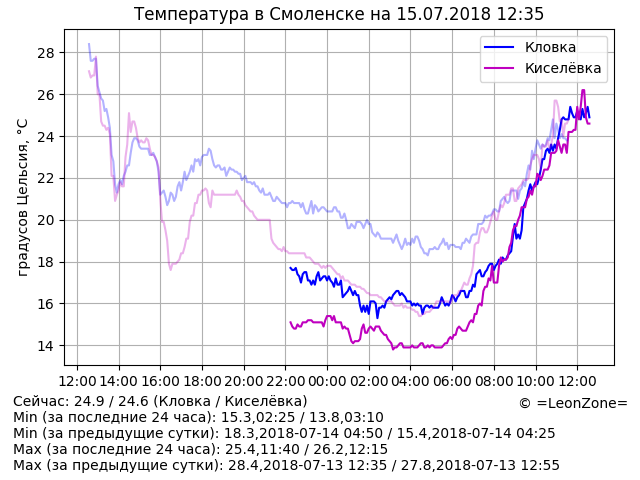 Температура в Смоленске на 15.07.2018 12:35
Кловка
Киселёвка
градусов Цельсия, °C
28
26
24
22
20
18
16
14
12:00 14:00 16:00 18:00 20:00 22:00 00:00 02:00 04:00 06:00 08:00 10:00 12:00
Сейчас: 24.9 / 24.6 (Кловка / Киселёвка)
© =LeonZone=
Min (за последние 24 часа): 15.3,02:25 / 13.8,03:10
Min (за предыдущие сутки): 18.3,2018-07-14 04:50 / 15.4,2018-07-14 04:25
Max (за последние 24 часа): 25.4,11:40 / 26.2,12:15
Max (за предыдущие сутки): 28.4,2018-07-13 12:35 / 27.8,2018-07-13 12:55